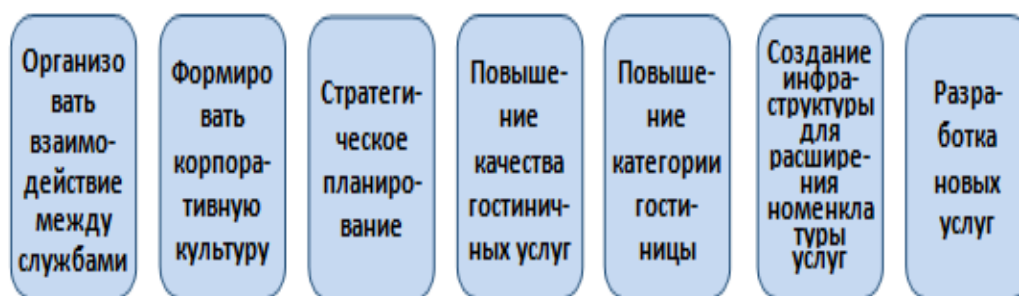 Организо
вать
взаимо-
действие
между
службами
Формиро
вать
корпора-
тивную
культуру
Стратеги-
ческое
планиро-
вание
Повыше-
ние
качества
гостинич-
ных услуг
Повыше-
ние
категории
гости-
ницы
Создание
инфра-
структуры
для
расшире-
ния
номенкла
туры
услуг
Разра-
ботка
новых
услуг